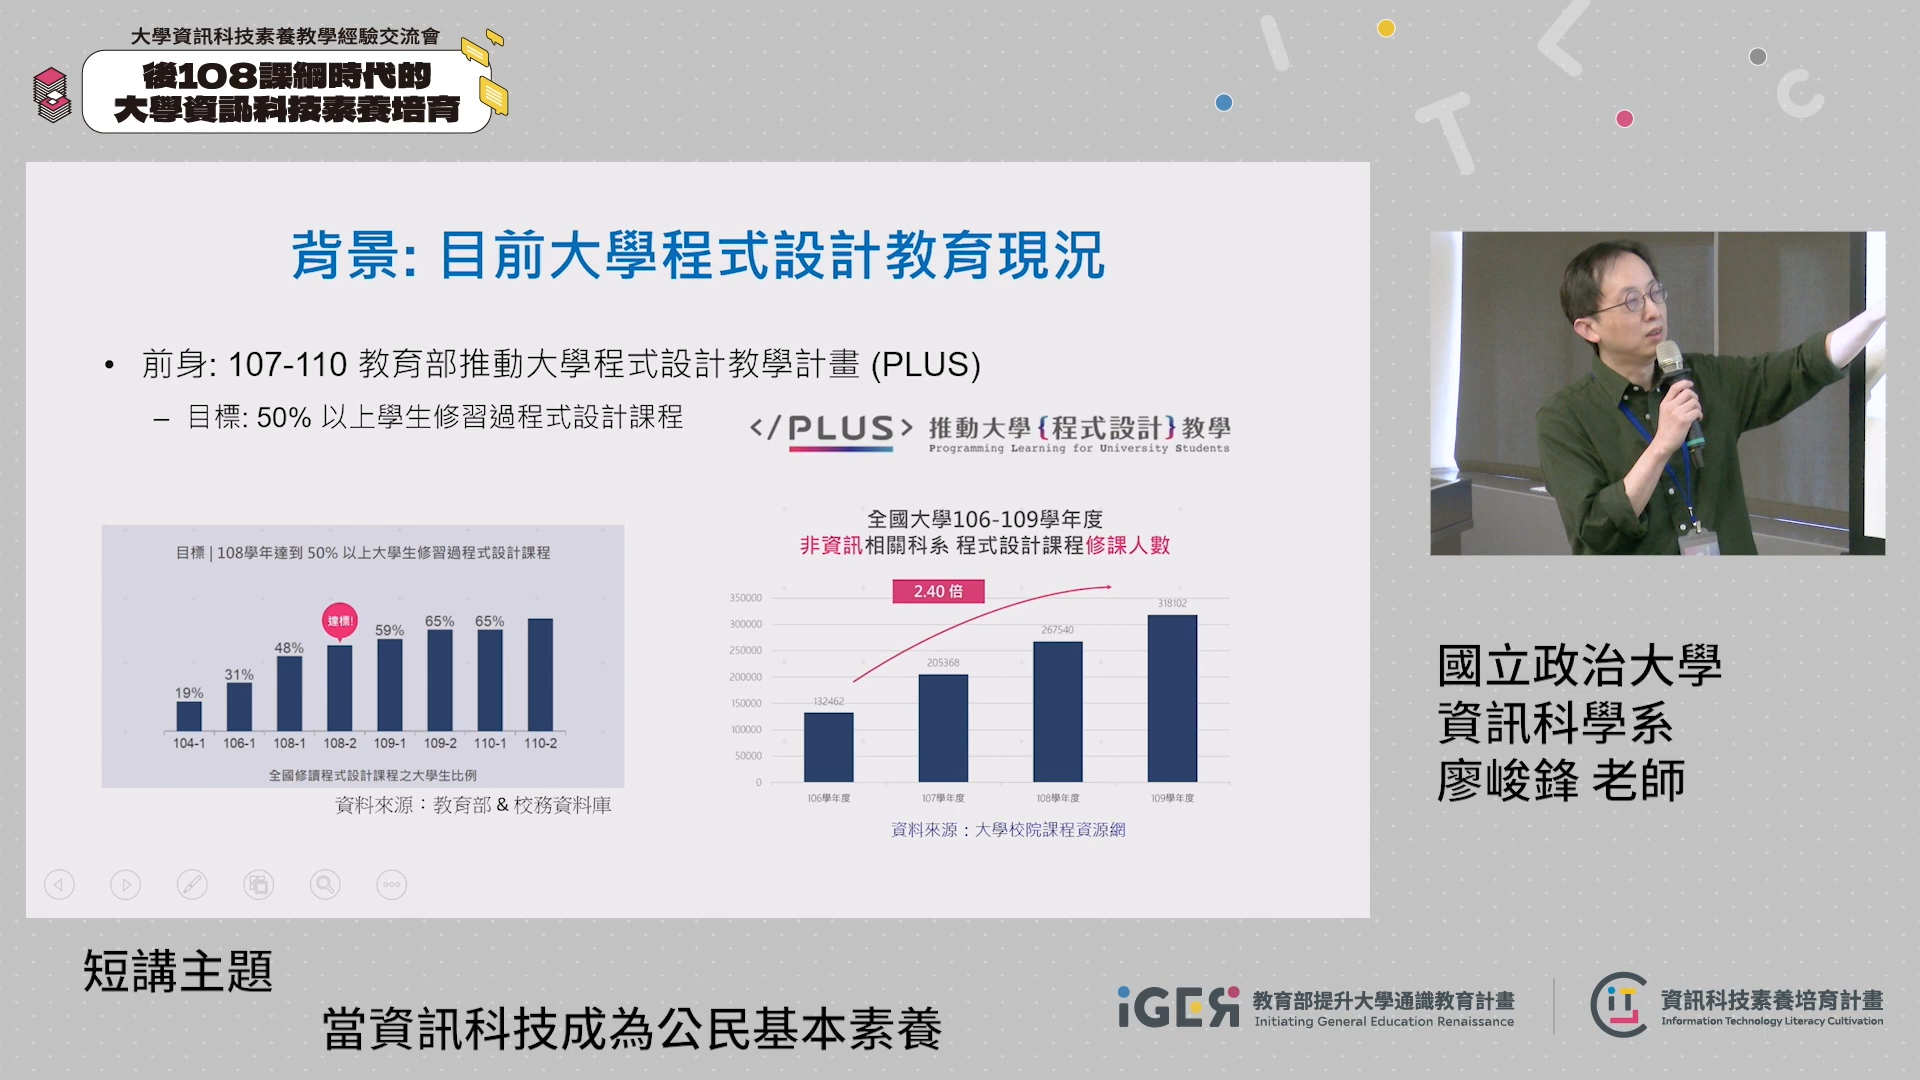 大學資訊科技素養教學經驗交流會
後108課綱時代的
大學資訊科技素養培育
背景: 目前大學程式設計教育現況
• 前身: 107-110 教育部推動大學程式設計教學計畫 (PLUS)
– 目標: 50% 以上學生修習過程式設計課程
</PLUS> 推動大學{程式設計}教學
Programming Learning for University Students
目標 | 108學年達到 50% 以上大學生修習過程式設計課程
達標!
19% 31% 48% 59% 65% 65%
104-1 106-1 108-1 108-2 109-1 109-2 110-1 110-2
全國修讀程式設計課程之大學生比例
資料來源：教育部 & 校務資料庫
全國大學106-109學年度
非資訊相關科系 程式設計課程修課人數
2.40 倍
350000
300000
250000
200000
150000
100000
50000
0
132462 205368 267540 318102
106學年度 107學年度 108學年度 109學年度
資料來源：大學校院課程資源網
國立政治大學
資訊科學系
廖峻鋒 老師
短講主題
當資訊科技成為公民基本素養
iGER 教育部提升大學通識教育計畫
Initiating General Education Renaissance
資訊科技素養培育計畫
Information Technology Literacy Cultivation